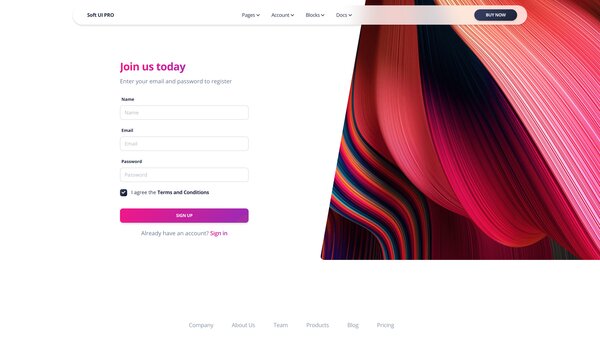 Soft UI PRO
Pages
Account
Blocks
Docs
BUY NOW
Join us today
Enter your email and password to register
Name
Name
Email
Email
Password
Password
I agree the Terms and Conditions
SIGN UP
Already have an account? Sign in
Company
About Us
Team
Products
Blog
Pricing